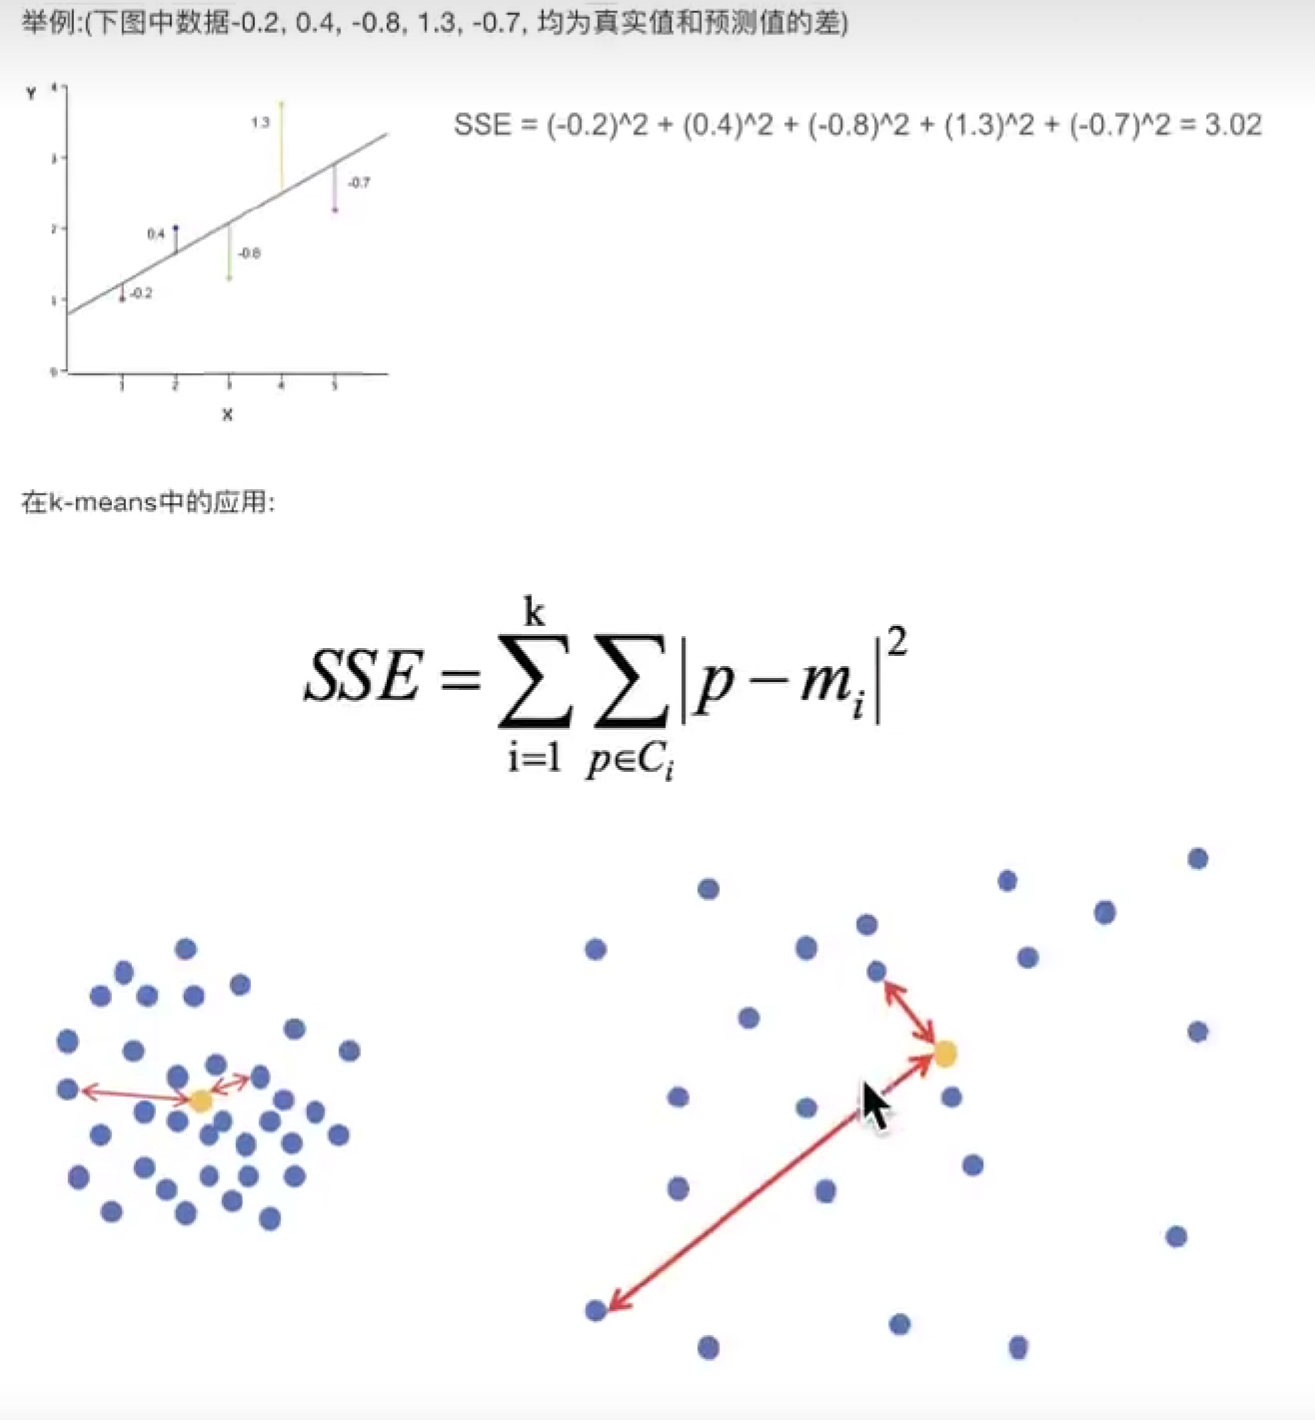 举例:(下图中数据-0.2, 0.4, -0.8, 1.3, -0.7, 均为真实值和预测值的差)
Y
4
3
2
1
0
1.3
-0.7
0.4
-0.8
-0.2
1 2 3 4 5
X
SSE = (-0.2)^2 + (0.4)^2 + (-0.8)^2 + (1.3)^2 + (-0.7)^2 = 3.02
在k-means中的应用:
SSE = ∑_{i=1}^{k} ∑_{p∈C_i} |p − m_i|^2